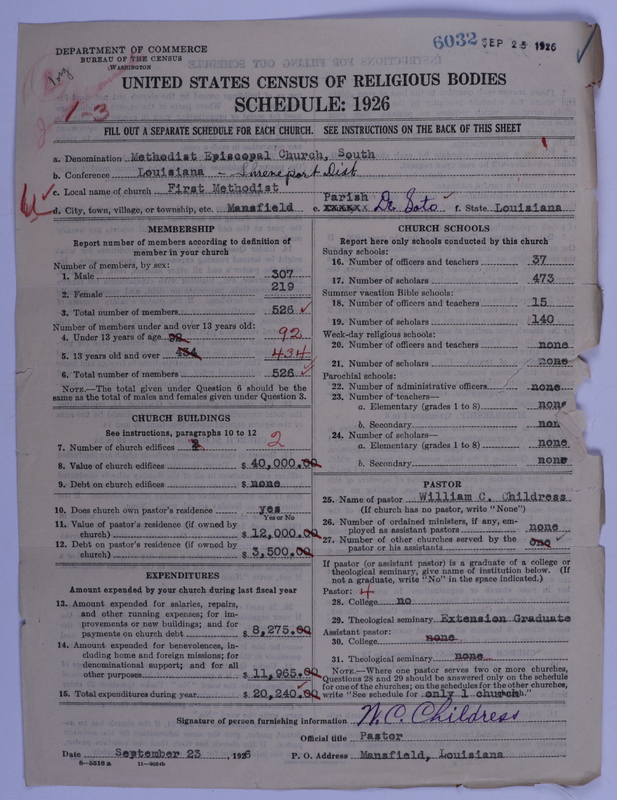 DEPARTMENT OF COMMERCE
BUREAU OF THE CENSUS
WASHINGTON
6032 SEP 25 1926
1-3
UNITED STATES CENSUS OF RELIGIOUS BODIES
SCHEDULE: 1926
FILL OUT A SEPARATE SCHEDULE FOR EACH CHURCH. SEE INSTRUCTIONS ON THE BACK OF THIS SHEET
a. Denomination Methodist Episcopal Church, South
b. Conference Louisiana - Shreveport Dist
c. Local name of church First Methodist
d. City, town, village, or township, etc. Mansfield e. Parish De Soto f. State Louisiana
MEMBERSHIP
Report number of members according to definition of
member in your church
Number of members, by sex:
1. Male 307
2. Female 219
3. Total number of members 526
Number of members under and over 13 years old:
4. Under 13 years of age 92 92
5. 13 years old and over 434 434
6. Total number of members 526
NOTE.—The total given under Question 6 should be the
same as the total of males and females given under Question 3.
CHURCH BUILDINGS
See instructions, paragraphs 10 to 12
7. Number of church edifices 2 2
8. Value of church edifices $ 40,000.00
9. Debt on church edifices $ none
10. Does church own pastor's residence yes
Yes or No
11. Value of pastor's residence (if owned by
church) $ 12,000.00
12. Debt on pastor's residence (if owned by
church) $ 3,500.00
EXPENDITURES
Amount expended by your church during last fiscal year
13. Amount expended for salaries, repairs,
and other running expenses; for im-
provements or new buildings; and for
payments on church debt $ 8,275.00
14. Amount expended for benevolences, in-
cluding home and foreign missions; for
denominational support; and for all
other purposes $ 11,965.00
15. Total expenditures during year $ 20,240.00
CHURCH SCHOOLS
Report here only schools conducted by this church
Sunday schools:
16. Number of officers and teachers 37
17. Number of scholars 473
Summer vacation Bible schools:
18. Number of officers and teachers 15
19. Number of scholars 140
Week-day religious schools:
20. Number of officers and teachers none
21. Number of scholars none
Parochial schools:
22. Number of administrative officers none
23. Number of teachers—
a. Elementary (grades 1 to 8) none
b. Secondary non
24. Number of scholars—
a. Elementary (grades 1 to 8) none
b. Secondary none
PASTOR
25. Name of pastor William C. Childress
(If church has no pastor, write "None")
26. Number of ordained ministers, if any, em-
ployed as assistant pastors none
27. Number of other churches served by the
pastor or his assistants one
If pastor (or assistant pastor) is a graduate of a college or
theological seminary, give name of institution below. (If
not a graduate, write "No" in the space indicated.)
Pastor: 4
28. College no
29. Theological seminary Extension Graduate
Assistant pastor:
30. College none
31. Theological seminary none
NOTE.—Where one pastor serves two or more churches,
Questions 28 and 29 should be answered only on the schedule
for one of the churches; on the schedules for the other churches,
write "See schedule for only 1 church."
Signature of person furnishing information W. C. Childress
Official title Pastor
Date September 23, 1926 P. O. Address Mansfield, Louisiana
8-5518 a 11-9054b